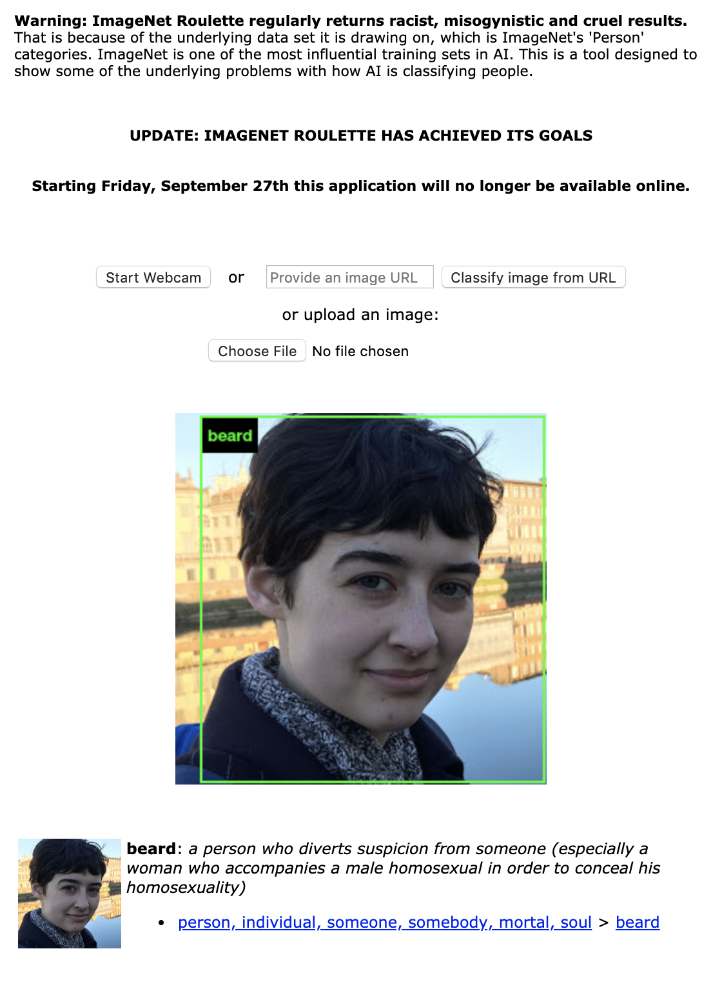 Warning: ImageNet Roulette regularly returns racist, misogynistic and cruel results.
That is because of the underlying data set it is drawing on, which is ImageNet's 'Person'
categories. ImageNet is one of the most influential training sets in AI. This is a tool designed to
show some of the underlying problems with how AI is classifying people.
UPDATE: IMAGENET ROULETTE HAS ACHIEVED ITS GOALS
Starting Friday, September 27th this application will no longer be available online.
Start Webcam or Provide an image URL Classify image from URL
or upload an image:
Choose File No file chosen
beard
beard: a person who diverts suspicion from someone (especially a
woman who accompanies a male homosexual in order to conceal his
homosexuality)
• person, individual, someone, somebody, mortal, soul > beard